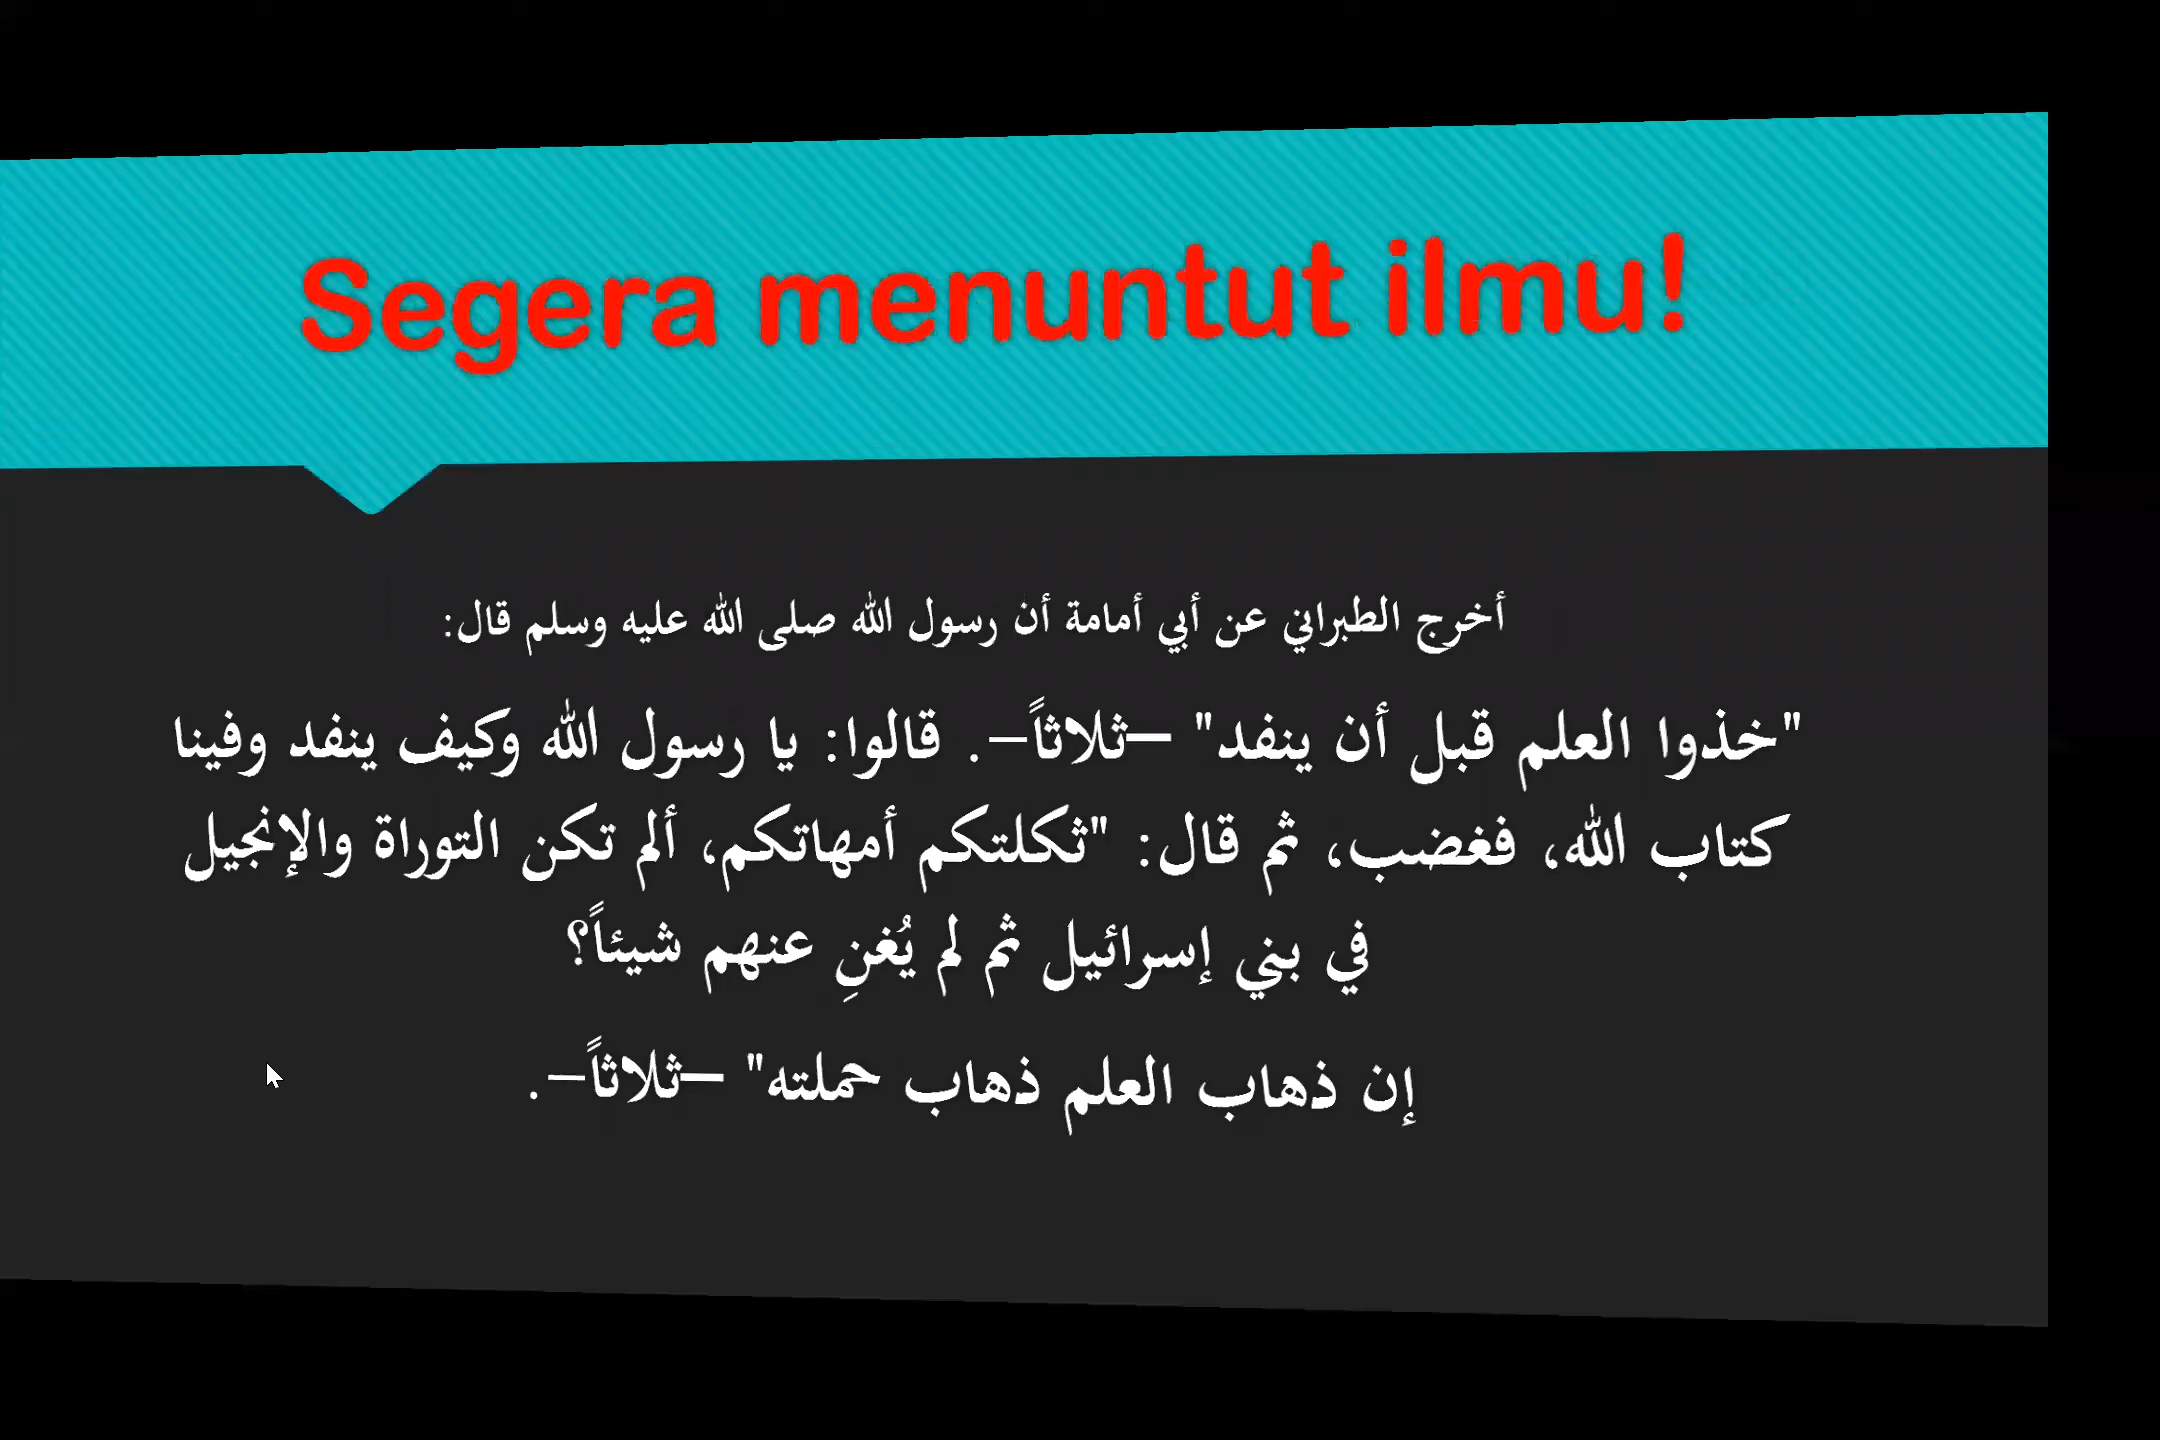 Segera menuntut ilmu!
أخرج الطبراني عن أبي أمامة أن رسول الله صلى الله عليه وسلم قال:
"خذوا العلم قبل أن ينفد" –ثلاثاً–. قالوا: يا رسول الله وكيف ينفد وفينا
كتاب الله، فغضب، ثم قال: "ثكلتكم أمهاتكم، ألم تكن التوراة والإنجيل
في بني إسرائيل ثم لم يُغنِ عنهم شيئاً؟
إن ذهاب العلم ذهاب حملته" –ثلاثاً–.